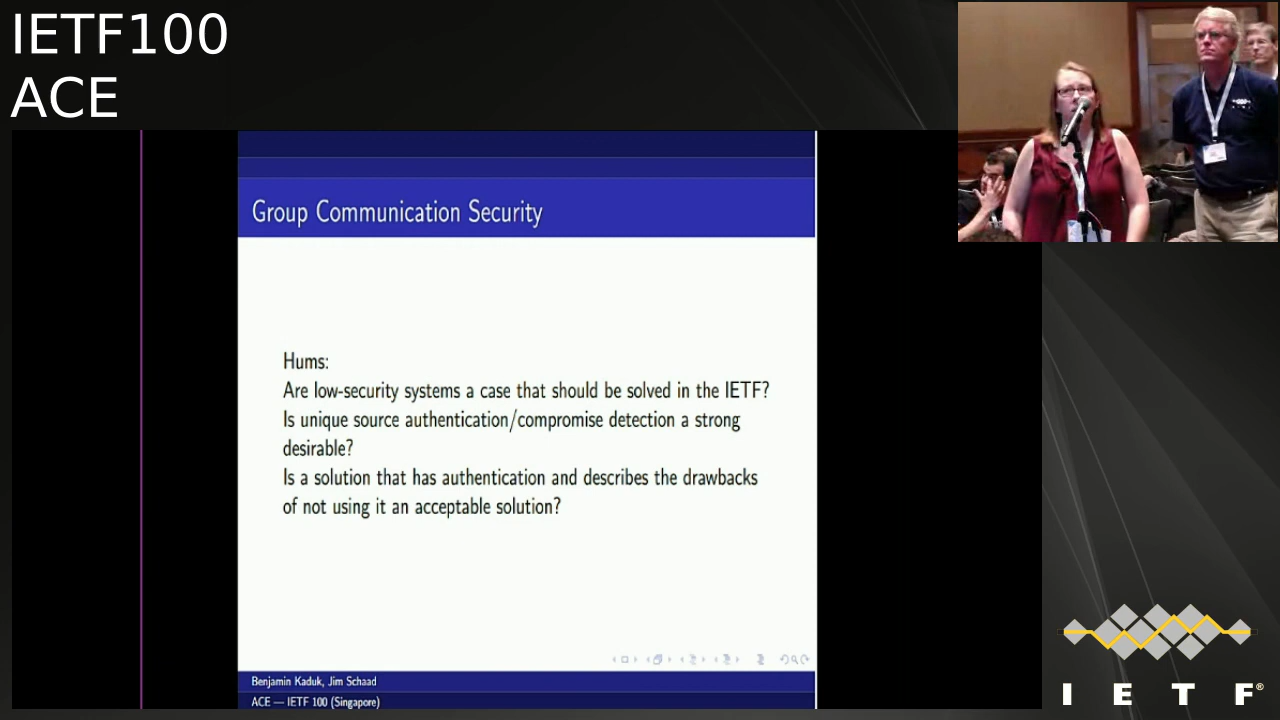 IETF100
ACE
Group Communication Security
Hums:
Are low-security systems a case that should be solved in the IETF?
Is unique source authentication/compromise detection a strong
desirable?
Is a solution that has authentication and describes the drawbacks
of not using it an acceptable solution?
Benjamin Kaduk, Jim Schaad
ACE — IETF 100 (Singapore)
I E T F®